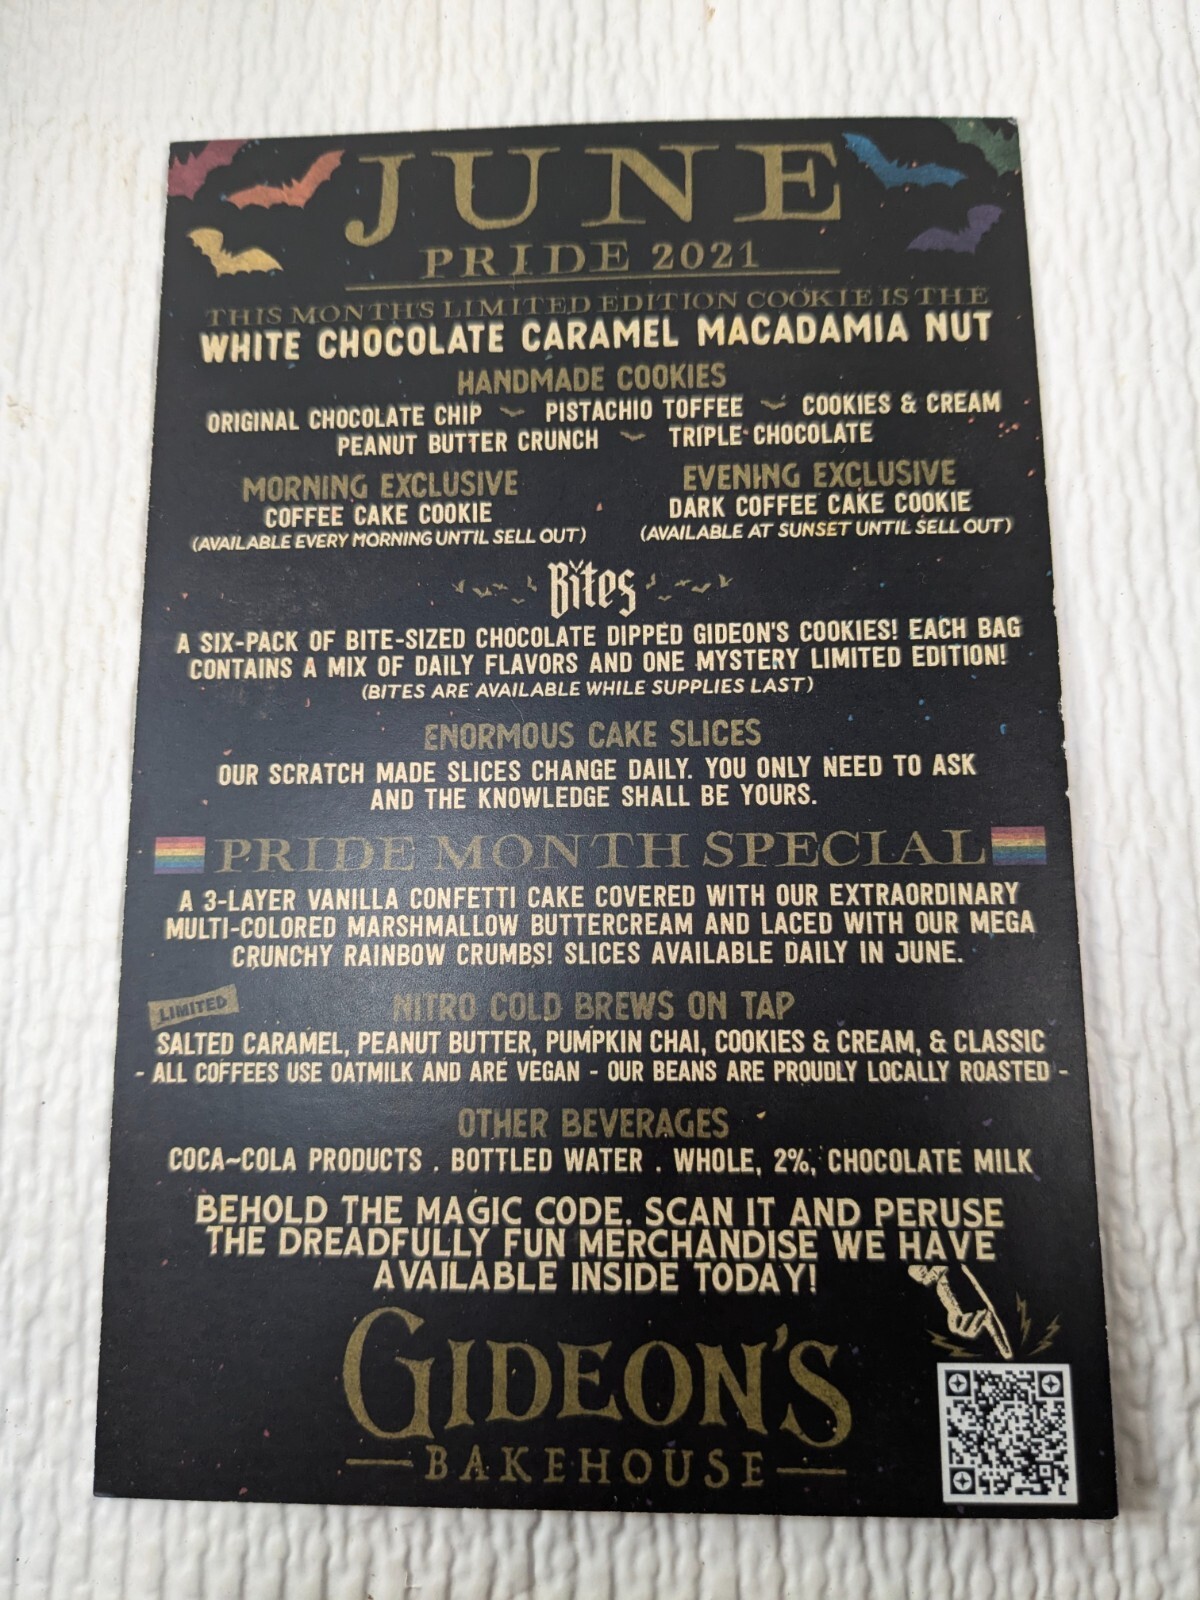 JUNE
PRIDE 2021
THIS MONTH'S LIMITED EDITION COOKIE IS THE
WHITE CHOCOLATE CARAMEL MACADAMIA NUT
HANDMADE COOKIES
ORIGINAL CHOCOLATE CHIP PISTACHIO TOFFEE COOKIES & CREAM
PEANUT BUTTER CRUNCH TRIPLE CHOCOLATE
MORNING EXCLUSIVE
COFFEE CAKE COOKIE
(AVAILABLE EVERY MORNING UNTIL SELL OUT)
EVENING EXCLUSIVE
DARK COFFEE CAKE COOKIE
(AVAILABLE AT SUNSET UNTIL SELL OUT)
Bites
A SIX-PACK OF BITE-SIZED CHOCOLATE DIPPED GIDEON'S COOKIES! EACH BAG
CONTAINS A MIX OF DAILY FLAVORS AND ONE MYSTERY LIMITED EDITION!
(BITES ARE AVAILABLE WHILE SUPPLIES LAST)
ENORMOUS CAKE SLICES
OUR SCRATCH MADE SLICES CHANGE DAILY. YOU ONLY NEED TO ASK
AND THE KNOWLEDGE SHALL BE YOURS.
PRIDE MONTH SPECIAL
A 3-LAYER VANILLA CONFETTI CAKE COVERED WITH OUR EXTRAORDINARY
MULTI-COLORED MARSHMALLOW BUTTERCREAM AND LACED WITH OUR MEGA
CRUNCHY RAINBOW CRUMBS! SLICES AVAILABLE DAILY IN JUNE.
LIMITED
NITRO COLD BREWS ON TAP
SALTED CARAMEL, PEANUT BUTTER, PUMPKIN CHAI, COOKIES & CREAM, & CLASSIC
- ALL COFFEES USE OATMILK AND ARE VEGAN - OUR BEANS ARE PROUDLY LOCALLY ROASTED -
OTHER BEVERAGES
COCA~COLA PRODUCTS . BOTTLED WATER . WHOLE, 2%, CHOCOLATE MILK
BEHOLD THE MAGIC CODE. SCAN IT AND PERUSE
THE DREADFULLY FUN MERCHANDISE WE HAVE
AVAILABLE INSIDE TODAY!
GIDEON'S
BAKEHOUSE